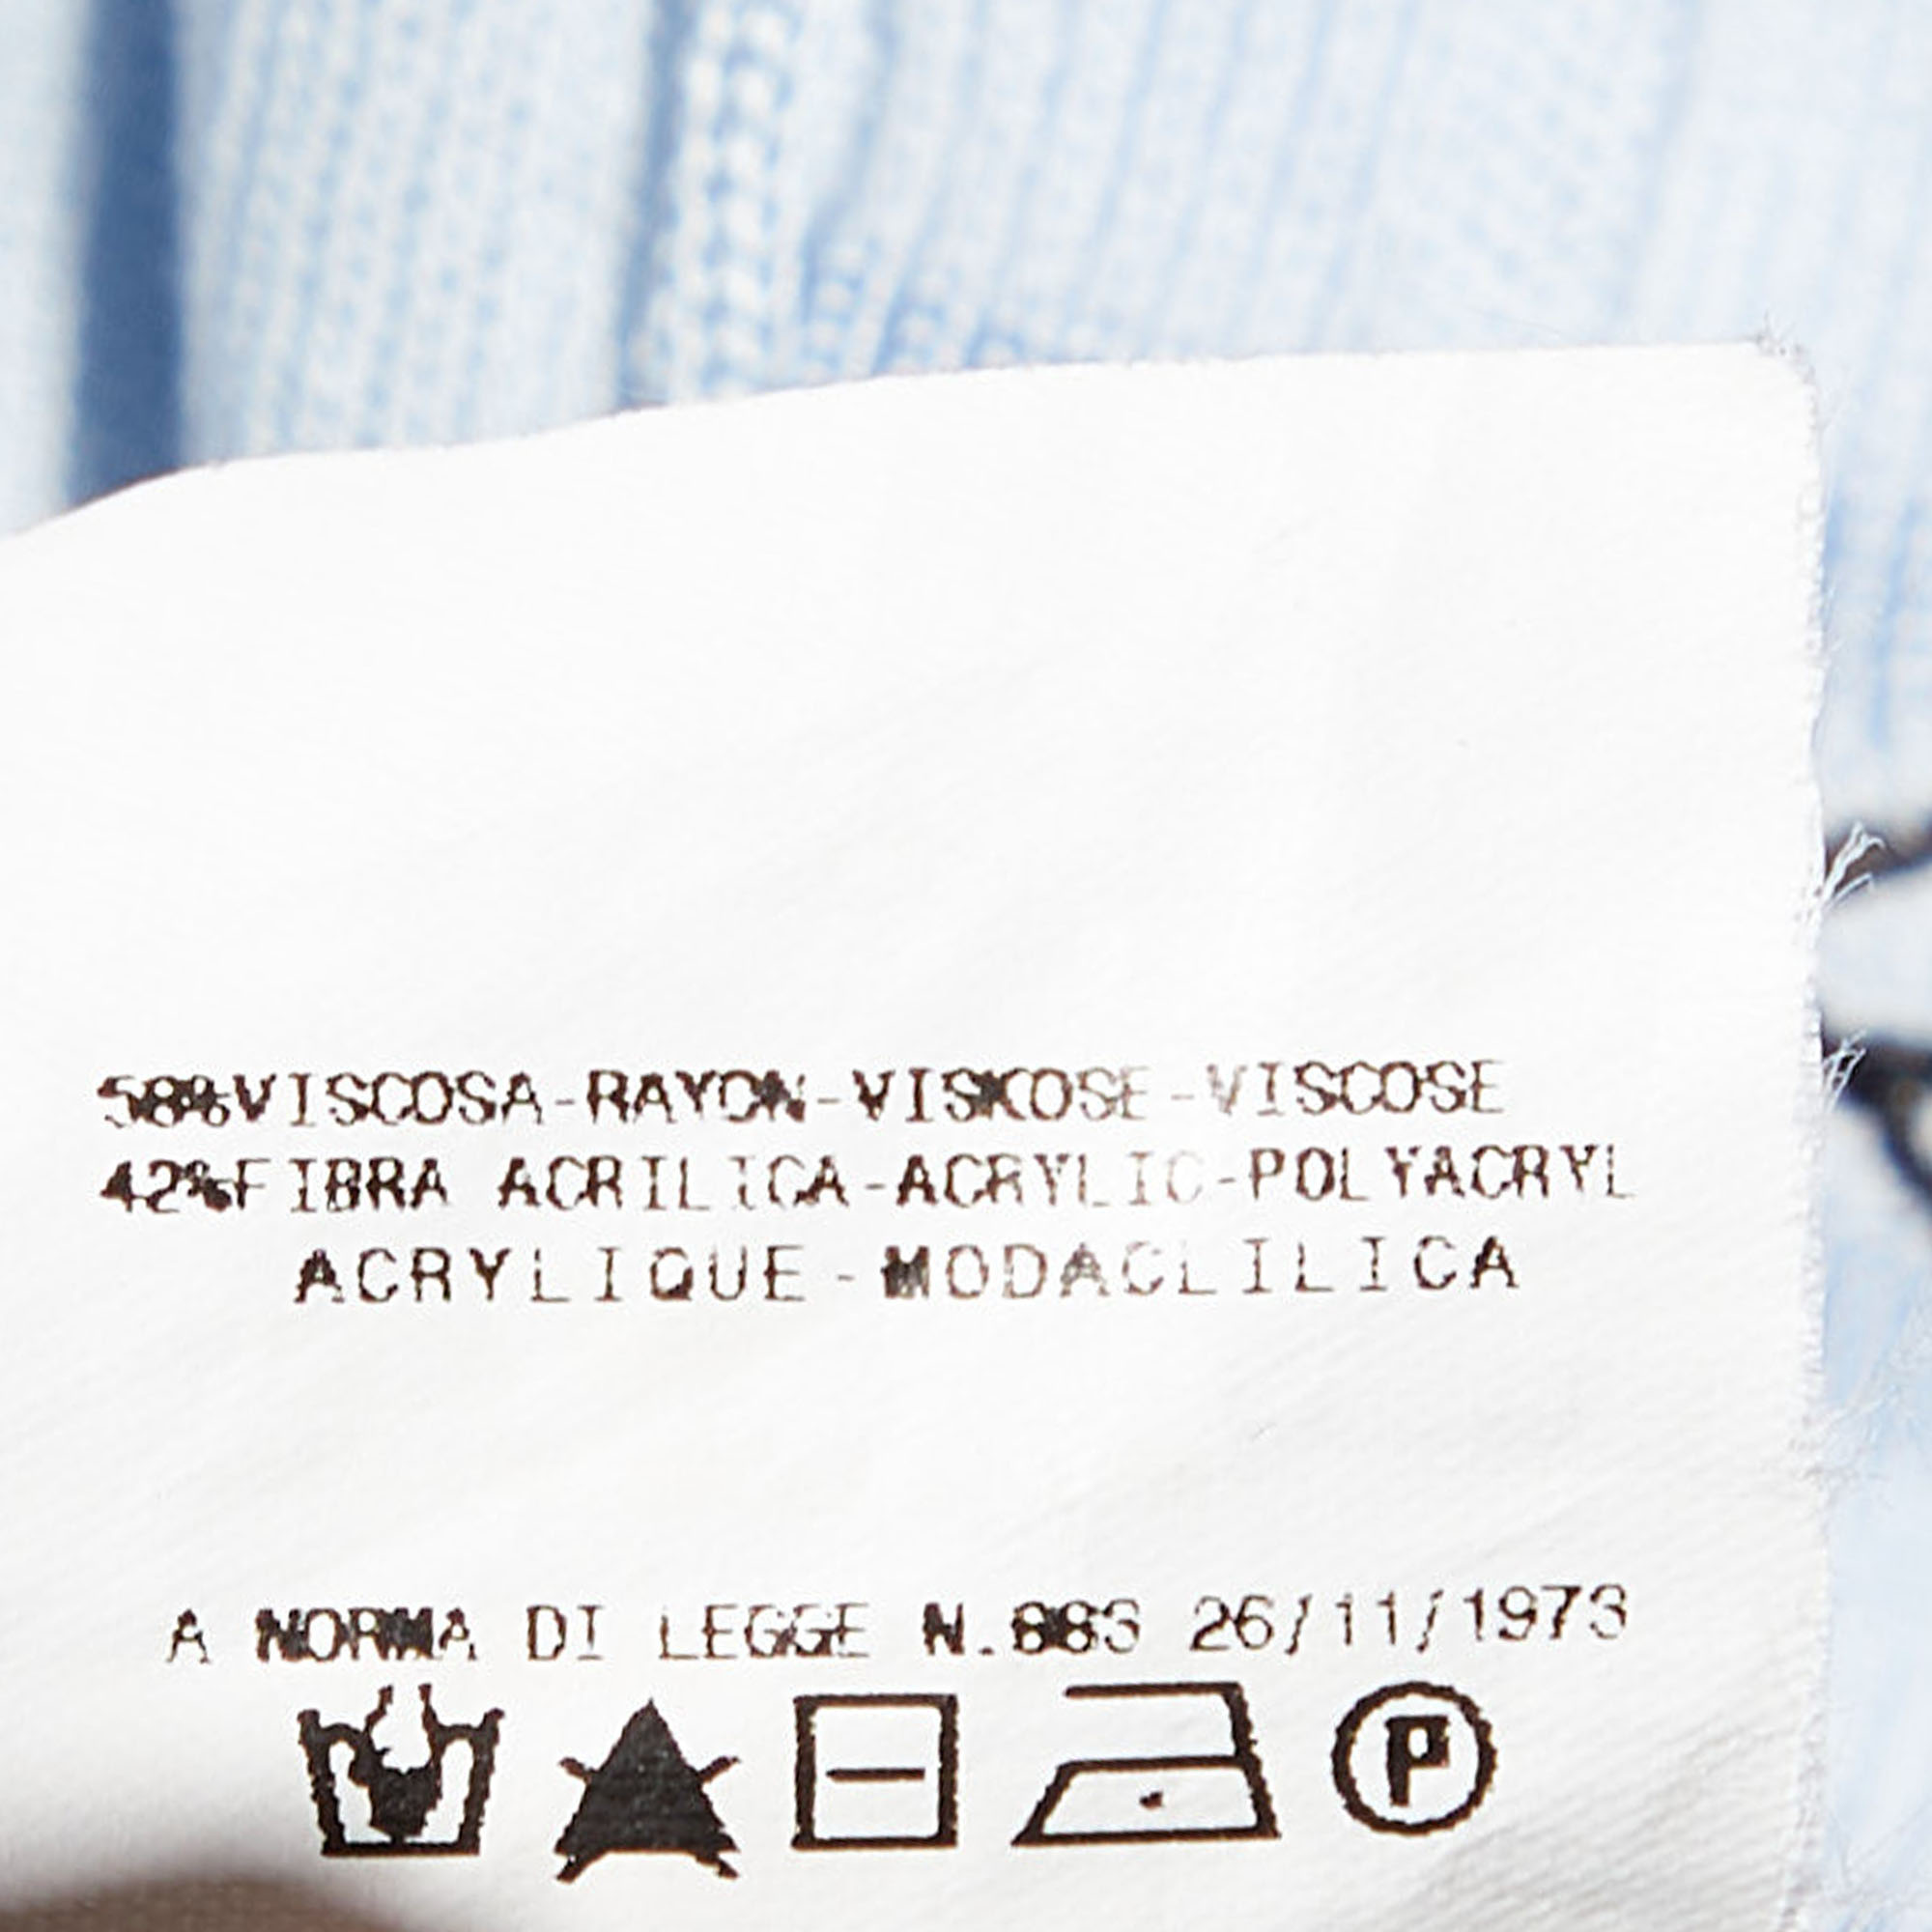 58%VISCOSA-RAYON-VISKOSE-VISCOSE
42%FIBRA ACRILICA-ACRYLIC-POLYACRYL
ACRYLIQUE-MODACLILICA
A NORMA DI LEGGE N.883 26/11/1973
P